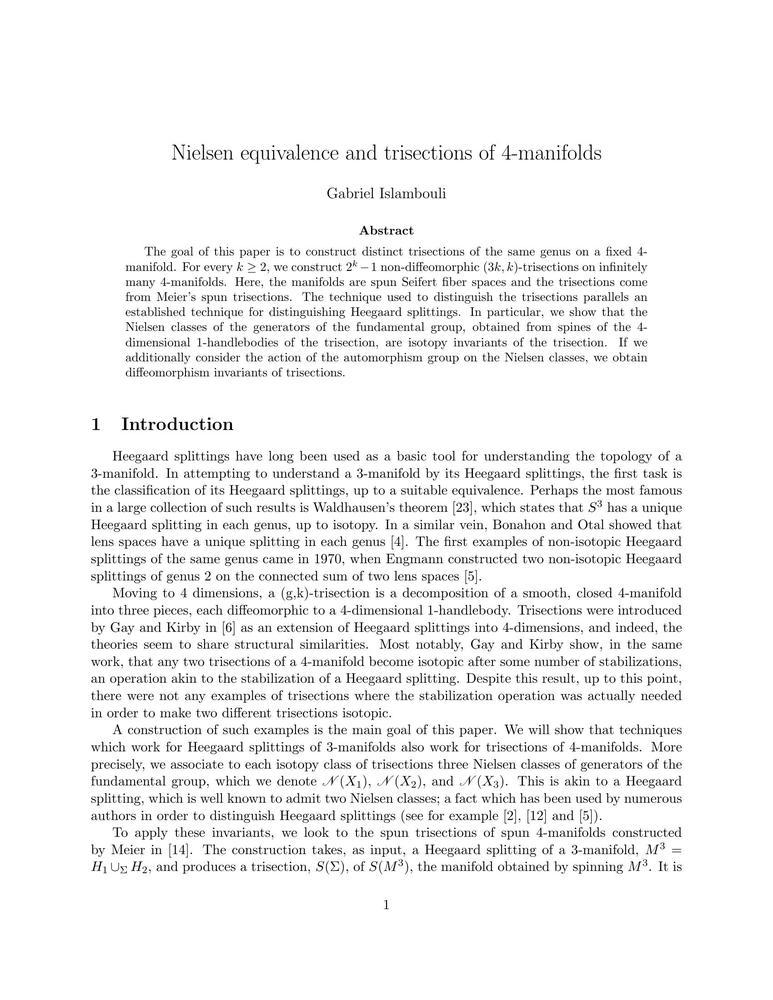 Nielsen equivalence and trisections of 4-manifolds
Gabriel Islambouli
Abstract
The goal of this paper is to construct distinct trisections of the same genus on a fixed 4-
manifold. For every k ≥ 2, we construct 2^k − 1 non-diffeomorphic (3k, k)-trisections on infinitely
many 4-manifolds. Here, the manifolds are spun Seifert fiber spaces and the trisections come
from Meier's spun trisections. The technique used to distinguish the trisections parallels an
established technique for distinguishing Heegaard splittings. In particular, we show that the
Nielsen classes of the generators of the fundamental group, obtained from spines of the 4-
dimensional 1-handlebodies of the trisection, are isotopy invariants of the trisection. If we
additionally consider the action of the automorphism group on the Nielsen classes, we obtain
diffeomorphism invariants of trisections.
1 Introduction
Heegaard splittings have long been used as a basic tool for understanding the topology of a
3-manifold. In attempting to understand a 3-manifold by its Heegaard splittings, the first task is
the classification of its Heegaard splittings, up to a suitable equivalence. Perhaps the most famous
in a large collection of such results is Waldhausen's theorem [23], which states that S³ has a unique
Heegaard splitting in each genus, up to isotopy. In a similar vein, Bonahon and Otal showed that
lens spaces have a unique splitting in each genus [4]. The first examples of non-isotopic Heegaard
splittings of the same genus came in 1970, when Engmann constructed two non-isotopic Heegaard
splittings of genus 2 on the connected sum of two lens spaces [5].
Moving to 4 dimensions, a (g,k)-trisection is a decomposition of a smooth, closed 4-manifold
into three pieces, each diffeomorphic to a 4-dimensional 1-handlebody. Trisections were introduced
by Gay and Kirby in [6] as an extension of Heegaard splittings into 4-dimensions, and indeed, the
theories seem to share structural similarities. Most notably, Gay and Kirby show, in the same
work, that any two trisections of a 4-manifold become isotopic after some number of stabilizations,
an operation akin to the stabilization of a Heegaard splitting. Despite this result, up to this point,
there were not any examples of trisections where the stabilization operation was actually needed
in order to make two different trisections isotopic.
A construction of such examples is the main goal of this paper. We will show that techniques
which work for Heegaard splittings of 3-manifolds also work for trisections of 4-manifolds. More
precisely, we associate to each isotopy class of trisections three Nielsen classes of generators of the
fundamental group, which we denote 𝒩(X₁), 𝒩(X₂), and 𝒩(X₃). This is akin to a Heegaard
splitting, which is well known to admit two Nielsen classes; a fact which has been used by numerous
authors in order to distinguish Heegaard splittings (see for example [2], [12] and [5]).
To apply these invariants, we look to the spun trisections of spun 4-manifolds constructed
by Meier in [14]. The construction takes, as input, a Heegaard splitting of a 3-manifold, M³ =
H₁ ∪_Σ H₂, and produces a trisection, S(Σ), of S(M³), the manifold obtained by spinning M³. It is
1